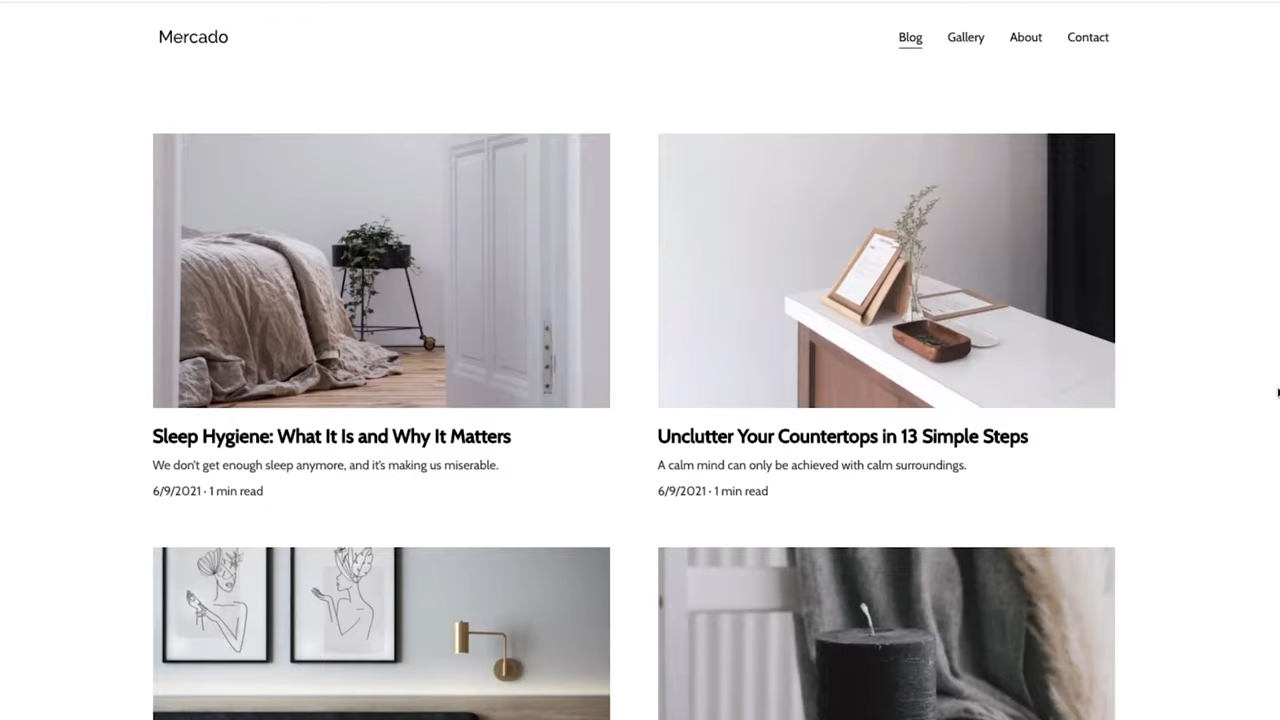 Mercado
Blog
Gallery
About
Contact
Sleep Hygiene: What It Is and Why It Matters
We don't get enough sleep anymore, and it's making us miserable.
6/9/2021 · 1 min read
Unclutter Your Countertops in 13 Simple Steps
A calm mind can only be achieved with calm surroundings.
6/9/2021 · 1 min read